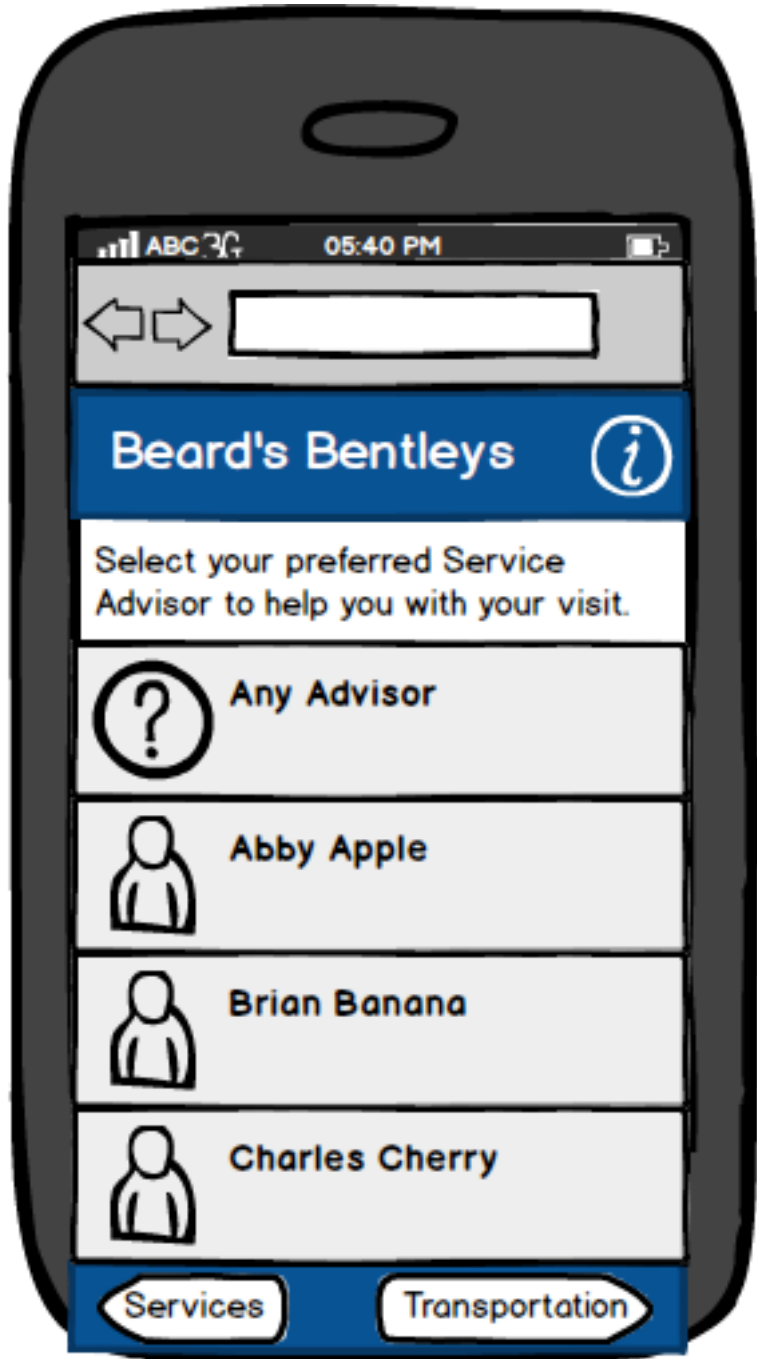 ABC 3G 05:40 PM
Beard's Bentleys i
Select your preferred Service
Advisor to help you with your visit.
? Any Advisor
Abby Apple
Brian Banana
Charles Cherry
Services Transportation